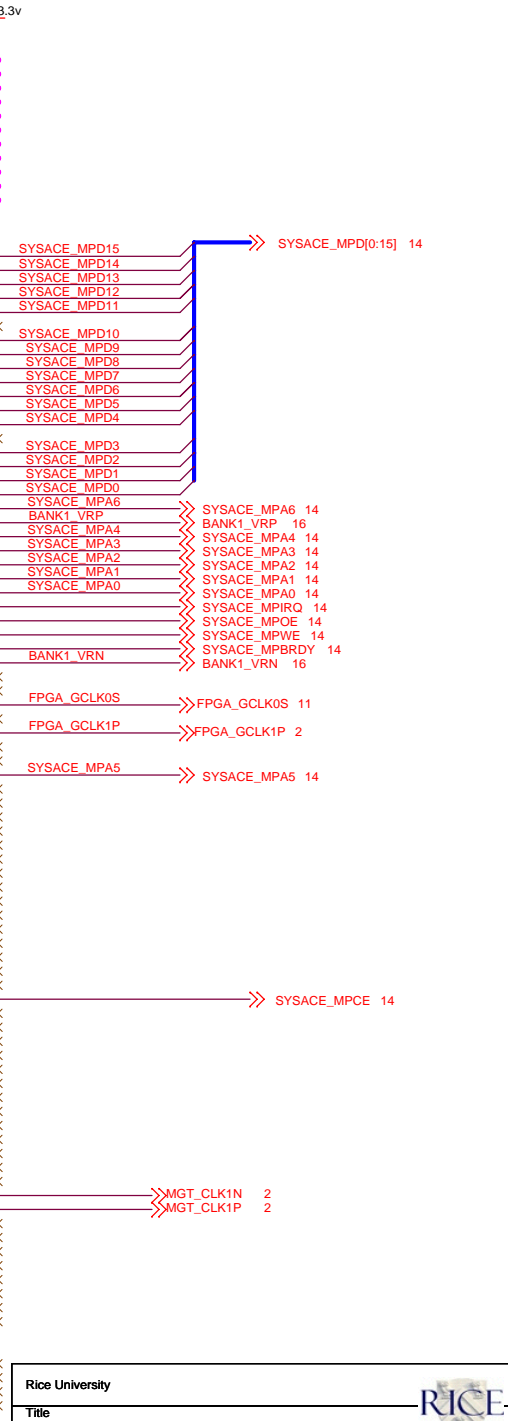 3.3v
SYSACE_MPD[0:15] 14
SYSACE_MPD15
SYSACE_MPD14
SYSACE_MPD13
SYSACE_MPD12
SYSACE_MPD11
SYSACE_MPD10
SYSACE_MPD9
SYSACE_MPD8
SYSACE_MPD7
SYSACE_MPD6
SYSACE_MPD5
SYSACE_MPD4
SYSACE_MPD3
SYSACE_MPD2
SYSACE_MPD1
SYSACE_MPD0
SYSACE_MPA6 SYSACE_MPA6 14
BANK1_VRP BANK1_VRP 16
SYSACE_MPA4 SYSACE_MPA4 14
SYSACE_MPA3 SYSACE_MPA3 14
SYSACE_MPA2 SYSACE_MPA2 14
SYSACE_MPA1 SYSACE_MPA1 14
SYSACE_MPA0 SYSACE_MPA0 14
SYSACE_MPIRQ 14
SYSACE_MPOE 14
SYSACE_MPWE 14
SYSACE_MPBRDY 14
BANK1_VRN BANK1_VRN 16
FPGA_GCLK0S FPGA_GCLK0S 11
FPGA_GCLK1P FPGA_GCLK1P 2
SYSACE_MPA5 SYSACE_MPA5 14
SYSACE_MPCE 14
MGT_CLK1N 2
MGT_CLK1P 2
Rice University
RICE
Title